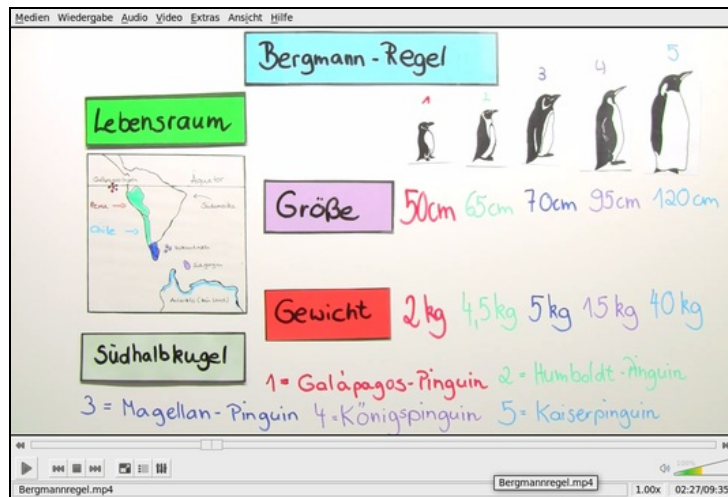 Medien Wiedergabe Audio Video Extras Ansicht Hilfe
Bergmann-Regel
1 2 3 4 5
Lebensraum
Äquator
Südamerika
Peru
Chile
Größe 50cm 65cm 70cm 95cm 120cm
Gewicht 2kg 4,5kg 5kg 15kg 40kg
Südhalbkugel
1 = Galápagos-Pinguin 2 = Humboldt-Pinguin
3 = Magellan-Pinguin 4 = Königspinguin 5 = Kaiserpinguin
100%
Bergmannregel.mp4
Bergmannregel.mp4 1.00x 02:27/09:35